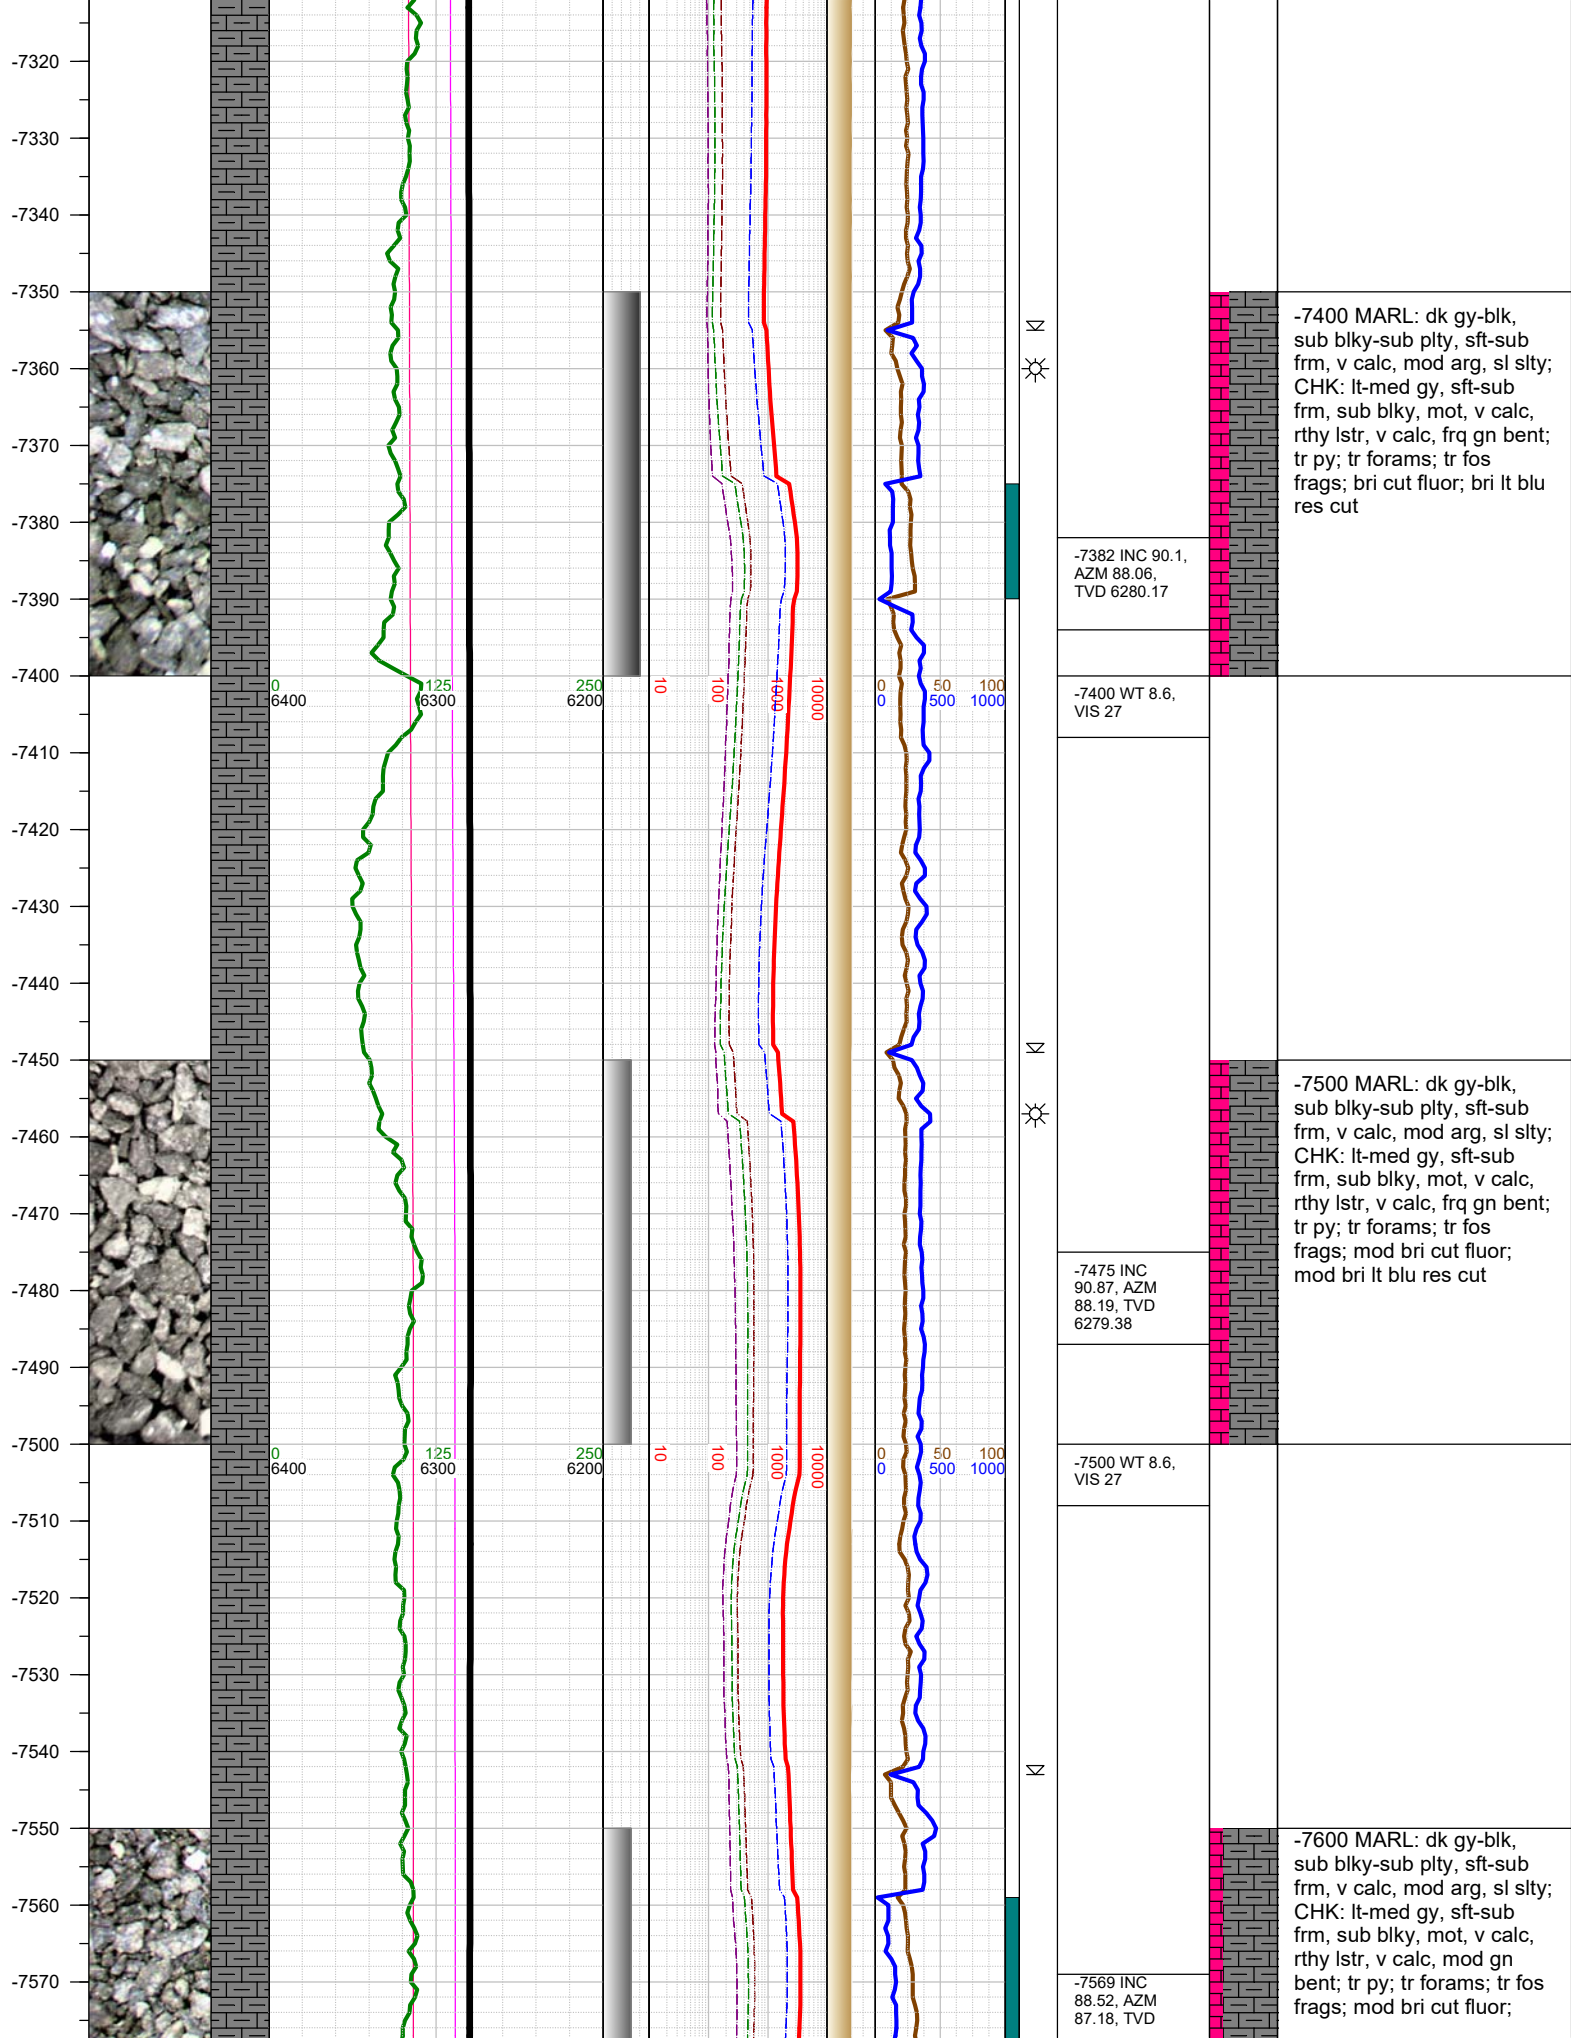 -7320
-7330
-7340
-7350
-7360
-7370
-7380
-7390
-7400
-7410
-7420
-7430
-7440
-7450
-7460
-7470
-7480
-7490
-7500
-7510
-7520
-7530
-7540
-7550
-7560
-7570
0 125 250
6400 6300 6200
10 100 1000 10000
0 50 100
0 500 1000
0 125 250
6400 6300 6200
10 100 1000 10000
0 50 100
0 500 1000
-7382 INC 90.1,
AZM 88.06,
TVD 6280.17
-7400 WT 8.6,
VIS 27
-7475 INC
90.87, AZM
88.19, TVD
6279.38
-7500 WT 8.6,
VIS 27
-7569 INC
88.52, AZM
87.18, TVD
-7400 MARL: dk gy-blk,
sub blky-sub plty, sft-sub
frm, v calc, mod arg, sl slty;
CHK: lt-med gy, sft-sub
frm, sub blky, mot, v calc,
rthy lstr, v calc, frq gn bent;
tr py; tr forams; tr fos
frags; bri cut fluor; bri lt blu
res cut
-7500 MARL: dk gy-blk,
sub blky-sub plty, sft-sub
frm, v calc, mod arg, sl slty;
CHK: lt-med gy, sft-sub
frm, sub blky, mot, v calc,
rthy lstr, v calc, frq gn bent;
tr py; tr forams; tr fos
frags; mod bri cut fluor;
mod bri lt blu res cut
-7600 MARL: dk gy-blk,
sub blky-sub plty, sft-sub
frm, v calc, mod arg, sl slty;
CHK: lt-med gy, sft-sub
frm, sub blky, mot, v calc,
rthy lstr, v calc, mod gn
bent; tr py; tr forams; tr fos
frags; mod bri cut fluor;